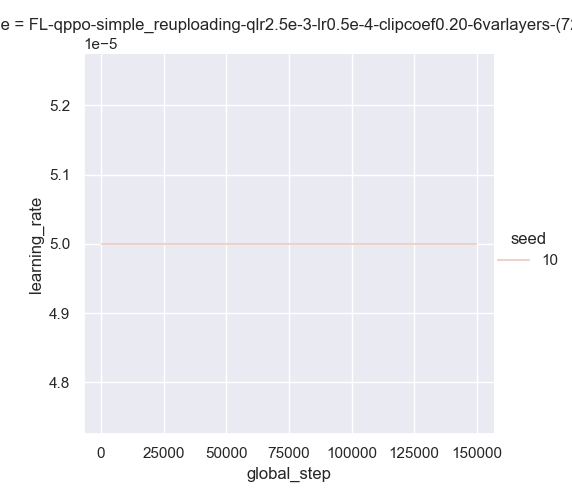 e = FL-qppo-simple_reuploading-qlr2.5e-3-lr0.5e-4-clipcoef0.20-6varlayers-(72
1e−5
5.2
5.1
5.0
4.9
4.8
learning_rate
0 25000 50000 75000 100000 125000 150000
global_step
seed
10